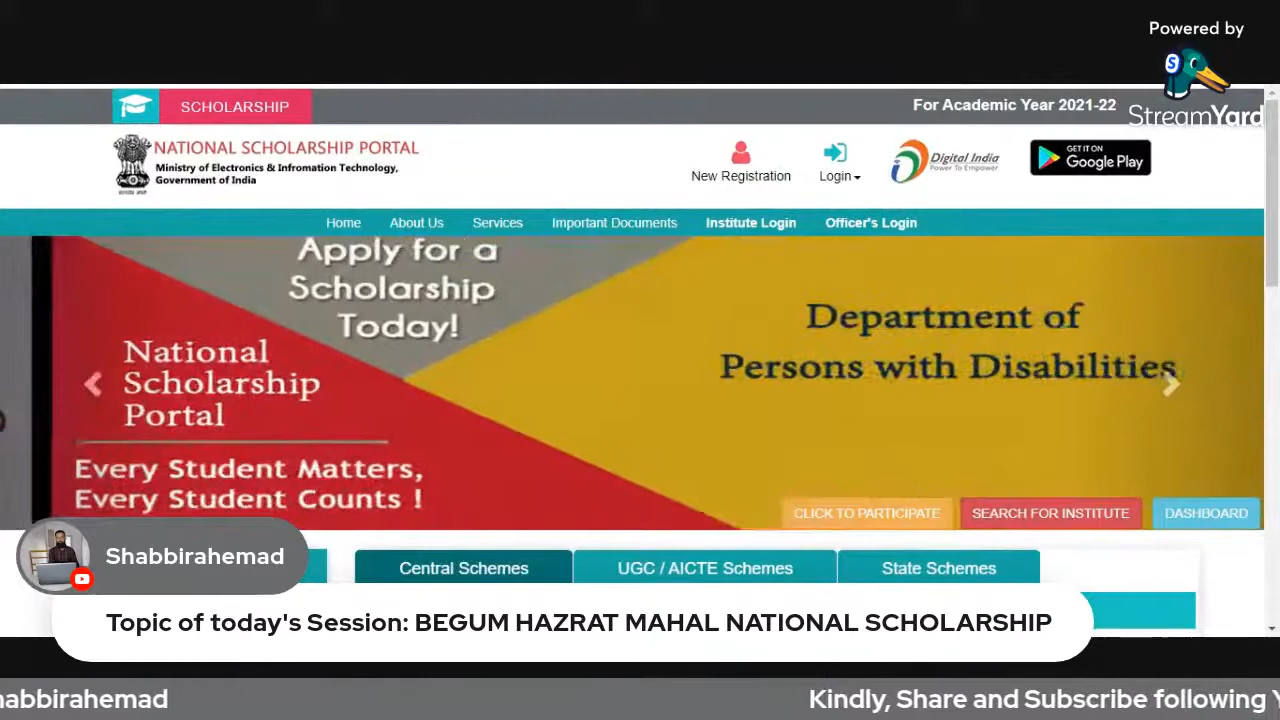 Powered by
StreamYard
SCHOLARSHIP
For Academic Year 2021-22
NATIONAL SCHOLARSHIP PORTAL
Ministry of Electronics & Infromation Technology,
Government of India
New Registration
Login
Digital India
Power To Empower
GET IT ON
Google Play
Home
About Us
Services
Important Documents
Institute Login
Officer's Login
Apply for a
Scholarship
Today!
National
Scholarship
Portal
Every Student Matters,
Every Student Counts !
Department of
Persons with Disabilities
CLICK TO PARTICIPATE
SEARCH FOR INSTITUTE
DASHBOARD
Shabbirahemad
Central Schemes
UGC / AICTE Schemes
State Schemes
Topic of today's Session: BEGUM HAZRAT MAHAL NATIONAL SCHOLARSHIP
habbirahemad
Kindly, Share and Subscribe following Y